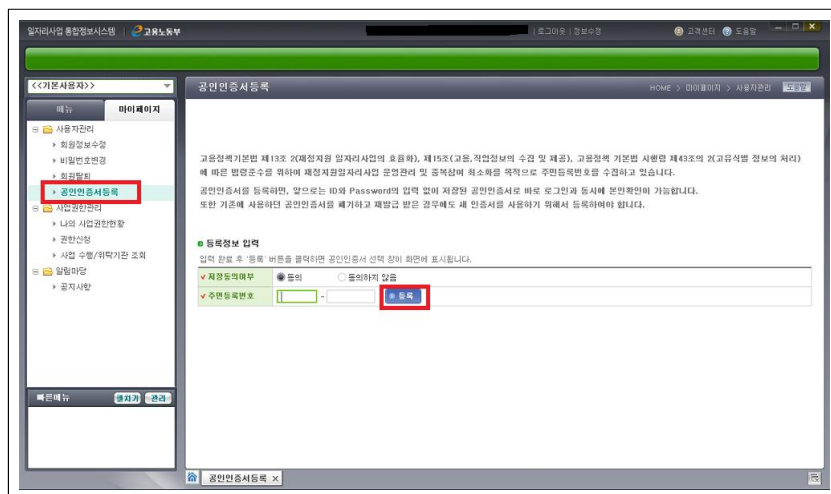 일자리사업 통합정보시스템 | 고용노동부
| 로그아웃 | 정보수정
고객센터 도움말
<<기본사용자>>
메뉴 마이페이지
사용자관리
회원정보수정
비밀번호변경
회원탈퇴
공인인증서등록
사업권한관리
나의 사업권한현황
권한신청
사업 수행/위탁기관 조회
알림마당
공지사항
빠른메뉴 펼치기 관리
공인인증서등록
HOME > 마이페이지 > 사용자관리 도움말
고용정책기본법 제13조 2(재정지원 일자리사업의 효율화), 제15조(고용,직업정보의 수집 및 제공), 고용정책 기본법 시행령 제43조의 2(고유식별 정보의 처리)
에 따른 법령준수를 위하여 재정지원일자리사업 운영관리 및 중복참여 최소화를 목적으로 주민등록번호를 수집하고 있습니다.
공인인증서를 등록하면, 앞으로는 ID와 Password의 입력 없이 저장된 공인인증서로 바로 로그인과 동시에 본인확인이 가능합니다.
또한 기존에 사용하던 공인인증서를 폐기하고 재발급 받은 경우에도 새 인증서를 사용하기 위해서 등록하여야 합니다.
등록정보 입력
입력 완료 후 '등록' 버튼을 클릭하면 공인인증서 선택 창이 화면에 표시됩니다.
저장동의여부 동의 동의하지 않음
주민등록번호 - 등록
공인인증서등록 x